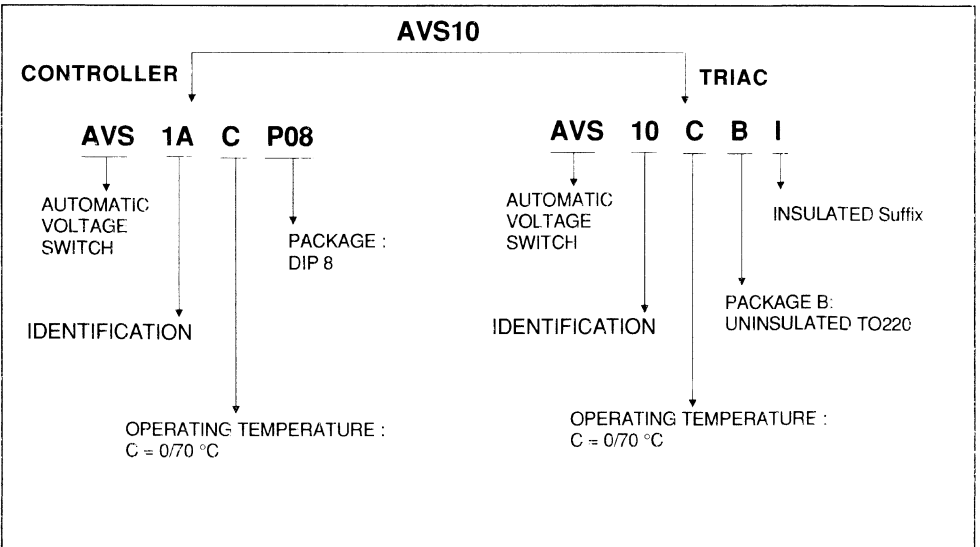 AVS10
CONTROLLER
TRIAC
AVS 1A C P08
AVS 10 C B I
AUTOMATIC
VOLTAGE
SWITCH
PACKAGE :
DIP 8
IDENTIFICATION
OPERATING TEMPERATURE :
C = 0/70 °C
AUTOMATIC
VOLTAGE
SWITCH
INSULATED Suffix
PACKAGE B:
UNINSULATED TO220
IDENTIFICATION
OPERATING TEMPERATURE :
C = 0/70 °C